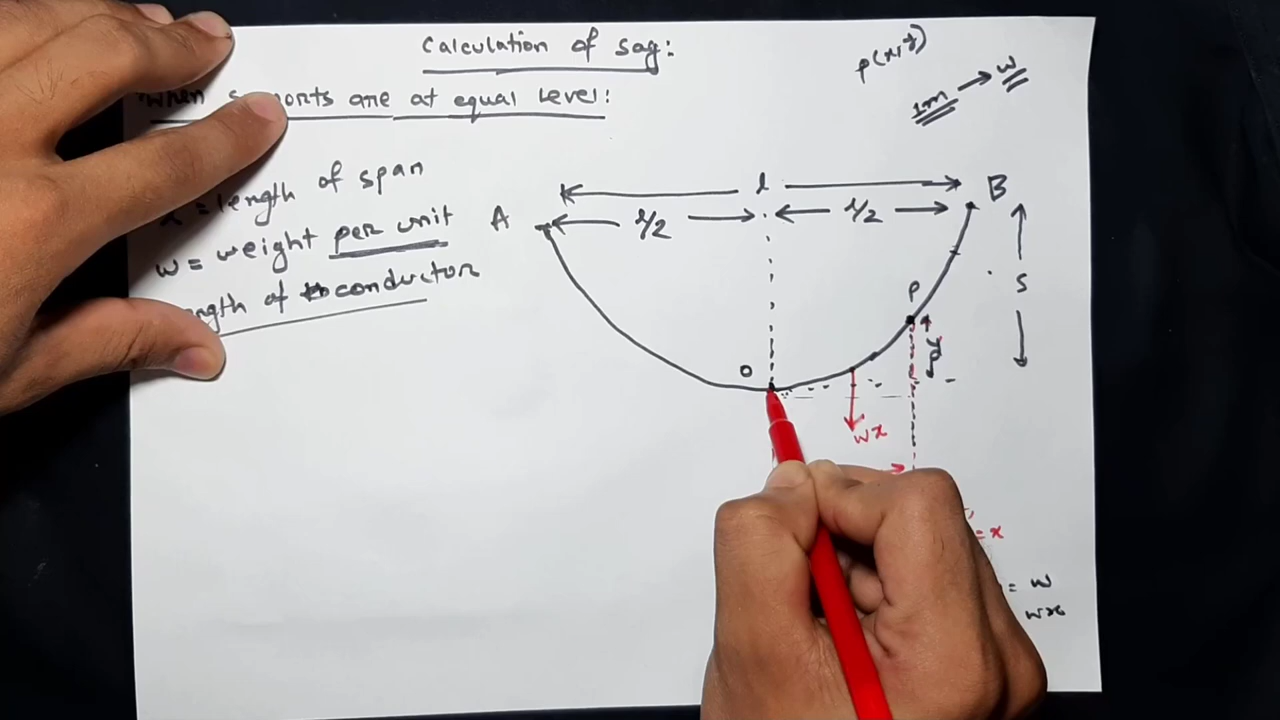 Calculation of sag:
are at equal level:
P(x,y)
1m → w
= length of span
w = weight per unit
of conductor
l
A
B
l/2
l/2
S
P
y
O
wx
= x
= w
wx